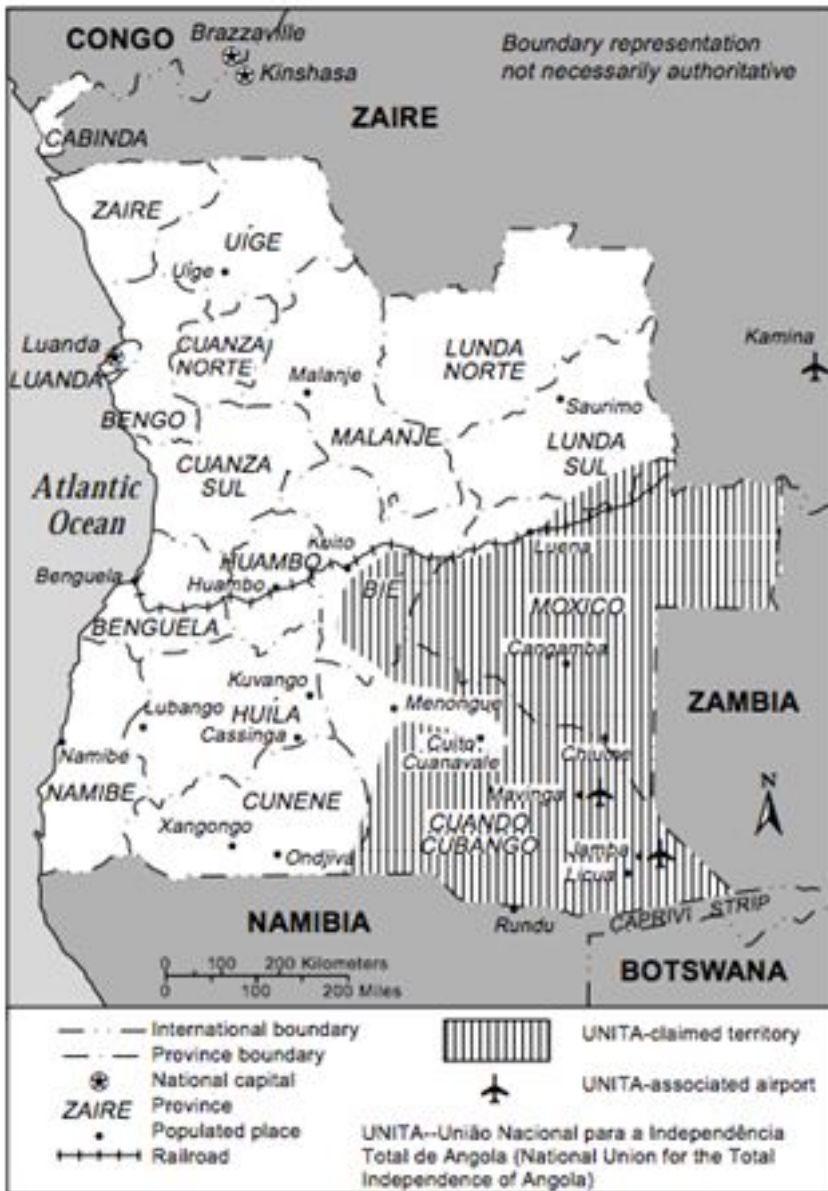 CONGO
Brazzaville
Kinshasa
Boundary representation
not necessarily authoritative
ZAIRE
CABINDA
ZAIRE
UÍGE
Uíge
Luanda
LUANDA
CUANZA
NORTE
LUNDA
NORTE
Kamina
Malanje
Saurimo
BENGO
MALANJE
LUNDA
SUL
CUANZA
SUL
Atlantic
Ocean
HUAMBO
Kuito
Luena
Benguela
Huambo
BIÉ
MOXICO
BENGUELA
Cangamba
Kuvango
Menongue
ZAMBIA
Lubango
HUÍLA
Cassinga
Cuito
Cuanavale
Chiume
Namibe
NAMIBE
CUNENE
Mavinga
N
CUANDO
CUBANGO
Xangongo
Ondjiva
Jamba
Licua
NAMIBIA
Rundu
CAPRIVI STRIP
BOTSWANA
0 100 200 Kilometers
0 100 200 Miles
International boundary
Province boundary
National capital
ZAIRE Province
Populated place
Railroad
UNITA-claimed territory
UNITA-associated airport
UNITA--União Nacional para a Independência
Total de Angola (National Union for the Total
Independence of Angola)